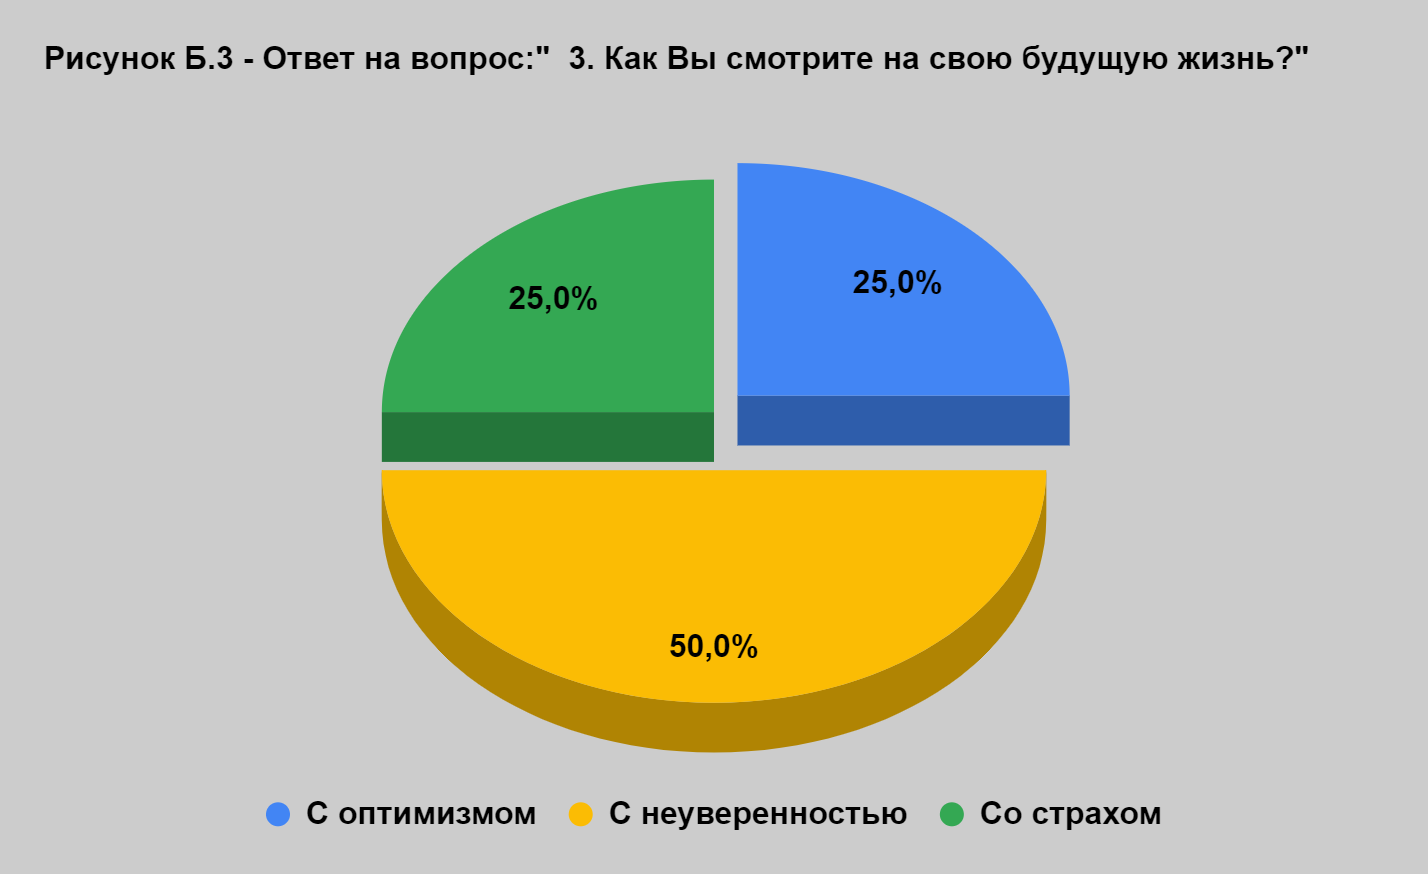 Рисунок Б.3 - Ответ на вопрос:"  3. Как Вы смотрите на свою будущую жизнь?"
25,0%
25,0%
50,0%
С оптимизмом
С неуверенностью
Со страхом